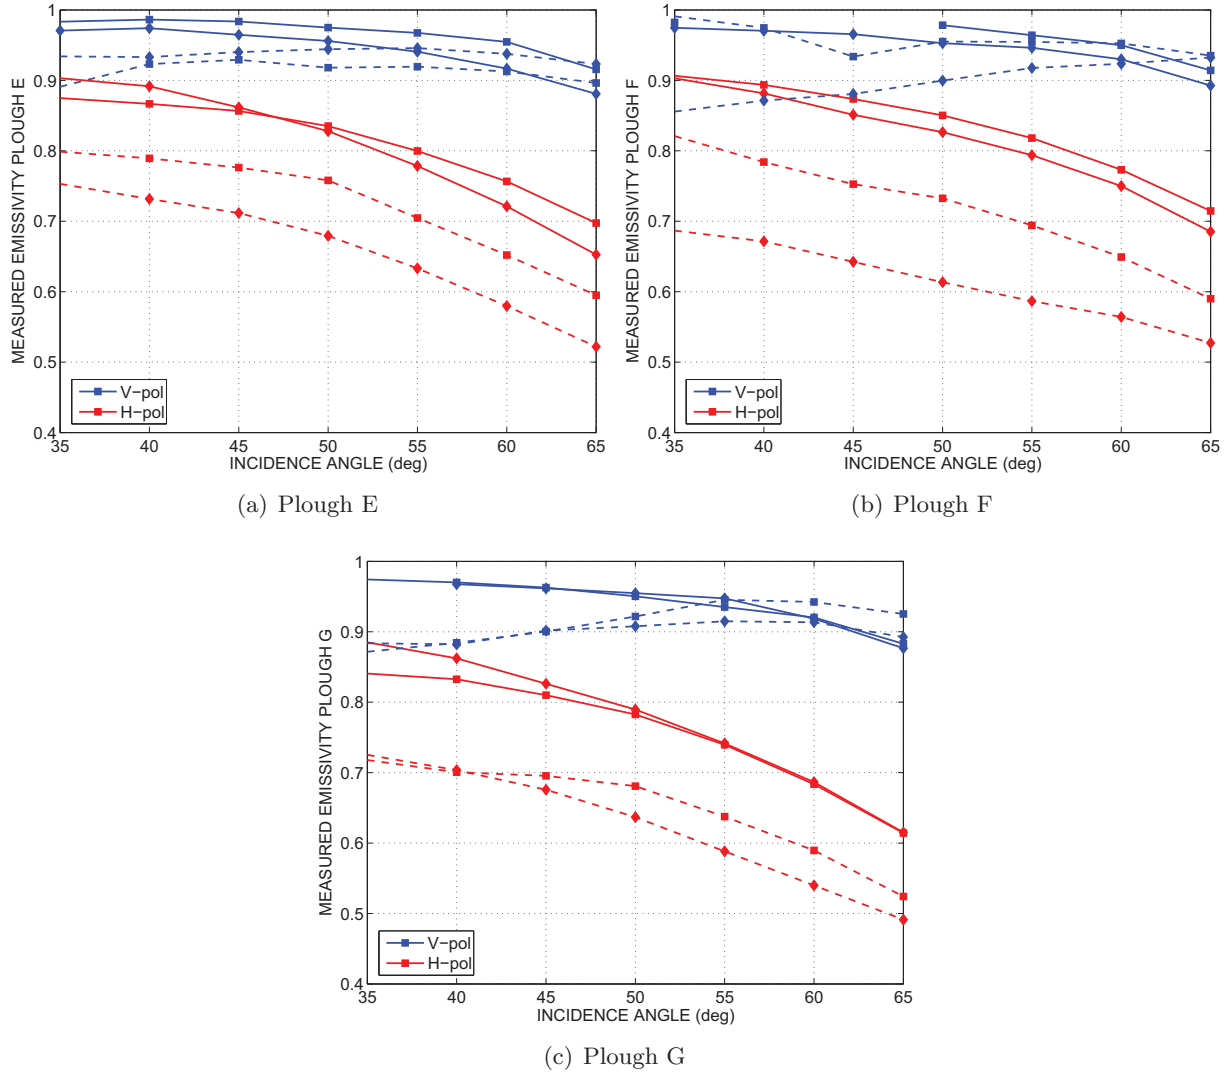 MEASURED EMISSIVITY PLOUGH E
1
0.9
0.8
0.7
0.6
0.5
0.4
V−pol
H−pol
35 40 45 50 55 60 65
INCIDENCE ANGLE (deg)
(a) Plough E
MEASURED EMISSIVITY PLOUGH F
1
0.9
0.8
0.7
0.6
0.5
0.4
V−pol
H−pol
35 40 45 50 55 60 65
INCIDENCE ANGLE (deg)
(b) Plough F
MEASURED EMISSIVITY PLOUGH G
1
0.9
0.8
0.7
0.6
0.5
0.4
V−pol
H−pol
35 40 45 50 55 60 65
INCIDENCE ANGLE (deg)
(c) Plough G